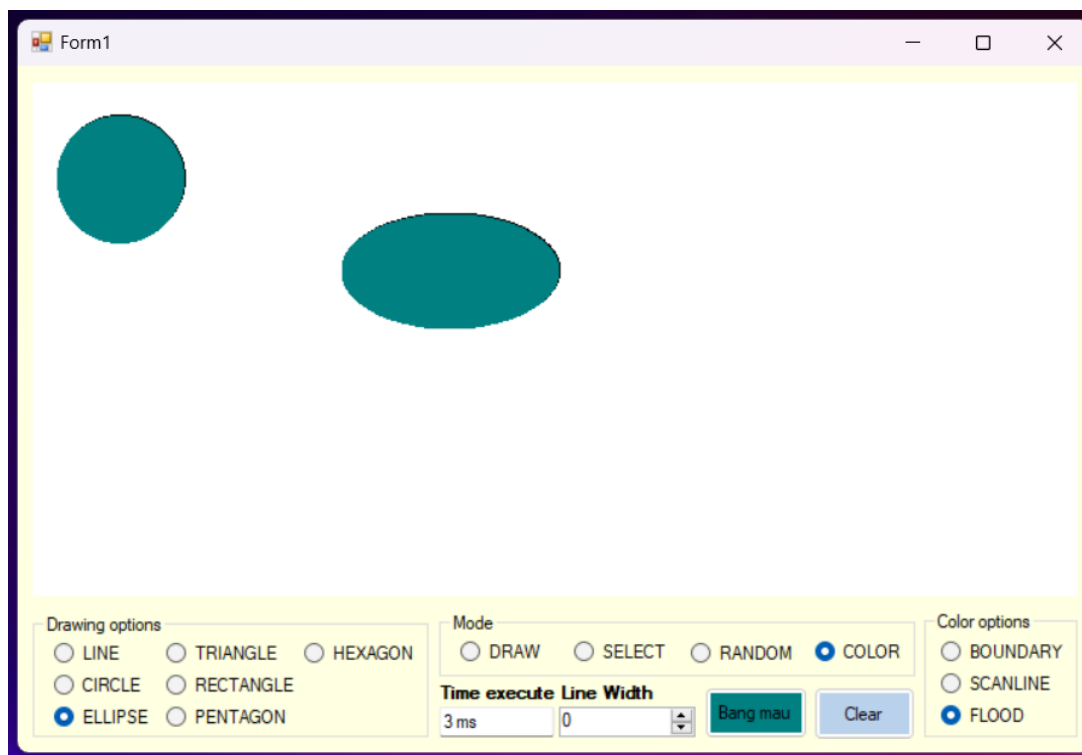 Form1
Drawing options
LINE TRIANGLE HEXAGON
CIRCLE RECTANGLE
ELLIPSE PENTAGON
Mode
DRAW SELECT RANDOM COLOR
Time execute Line Width
3 ms 0 Bang mau Clear
Color options
BOUNDARY
SCANLINE
FLOOD